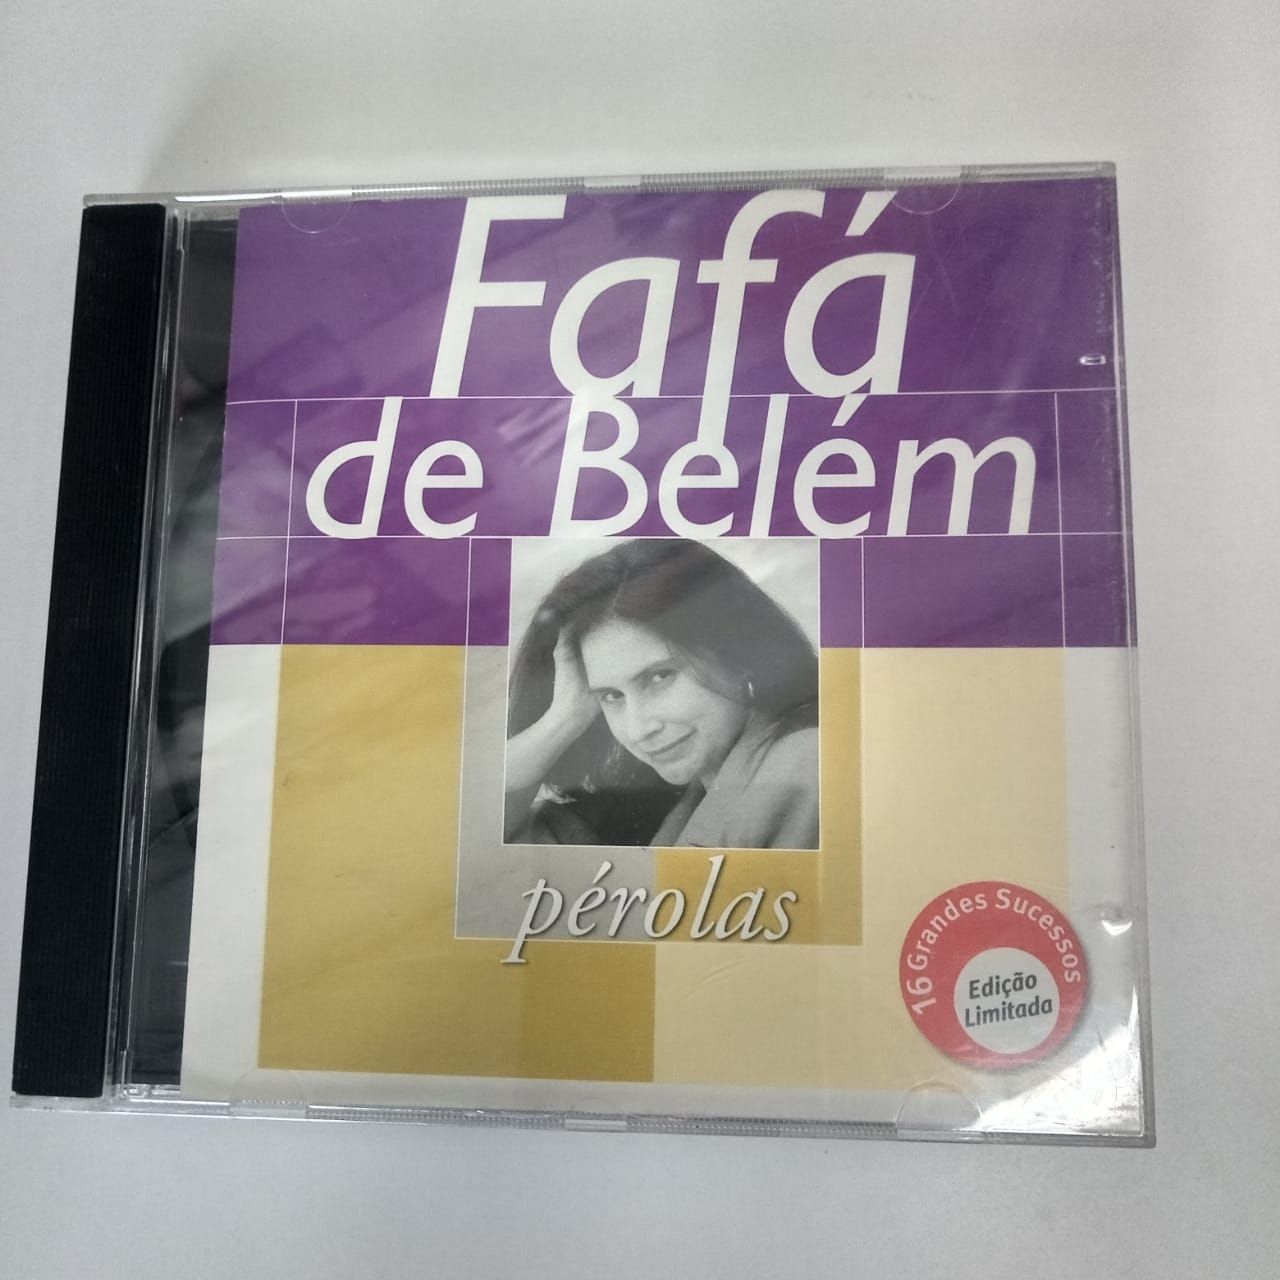 Fafá
de Belém
pérolas
16 Grandes Sucessos
Edição
Limitada